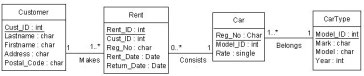 Customer
Cust_ID : int
Lastname : char
Firstname : char
Address : char
Postal_Code : char
1
1..*
Makes
Rent
Rent_ID : int
Cust_ID : int
Reg_No : char
Rent_Date : Date
Return_Date : Date
0..*
1
Consists
Car
Reg_No : Char
Model_ID : int
Rate : single
1..*
1
Belongs
CarType
Model_ID : int
Mark : char
Model : char
Year : int